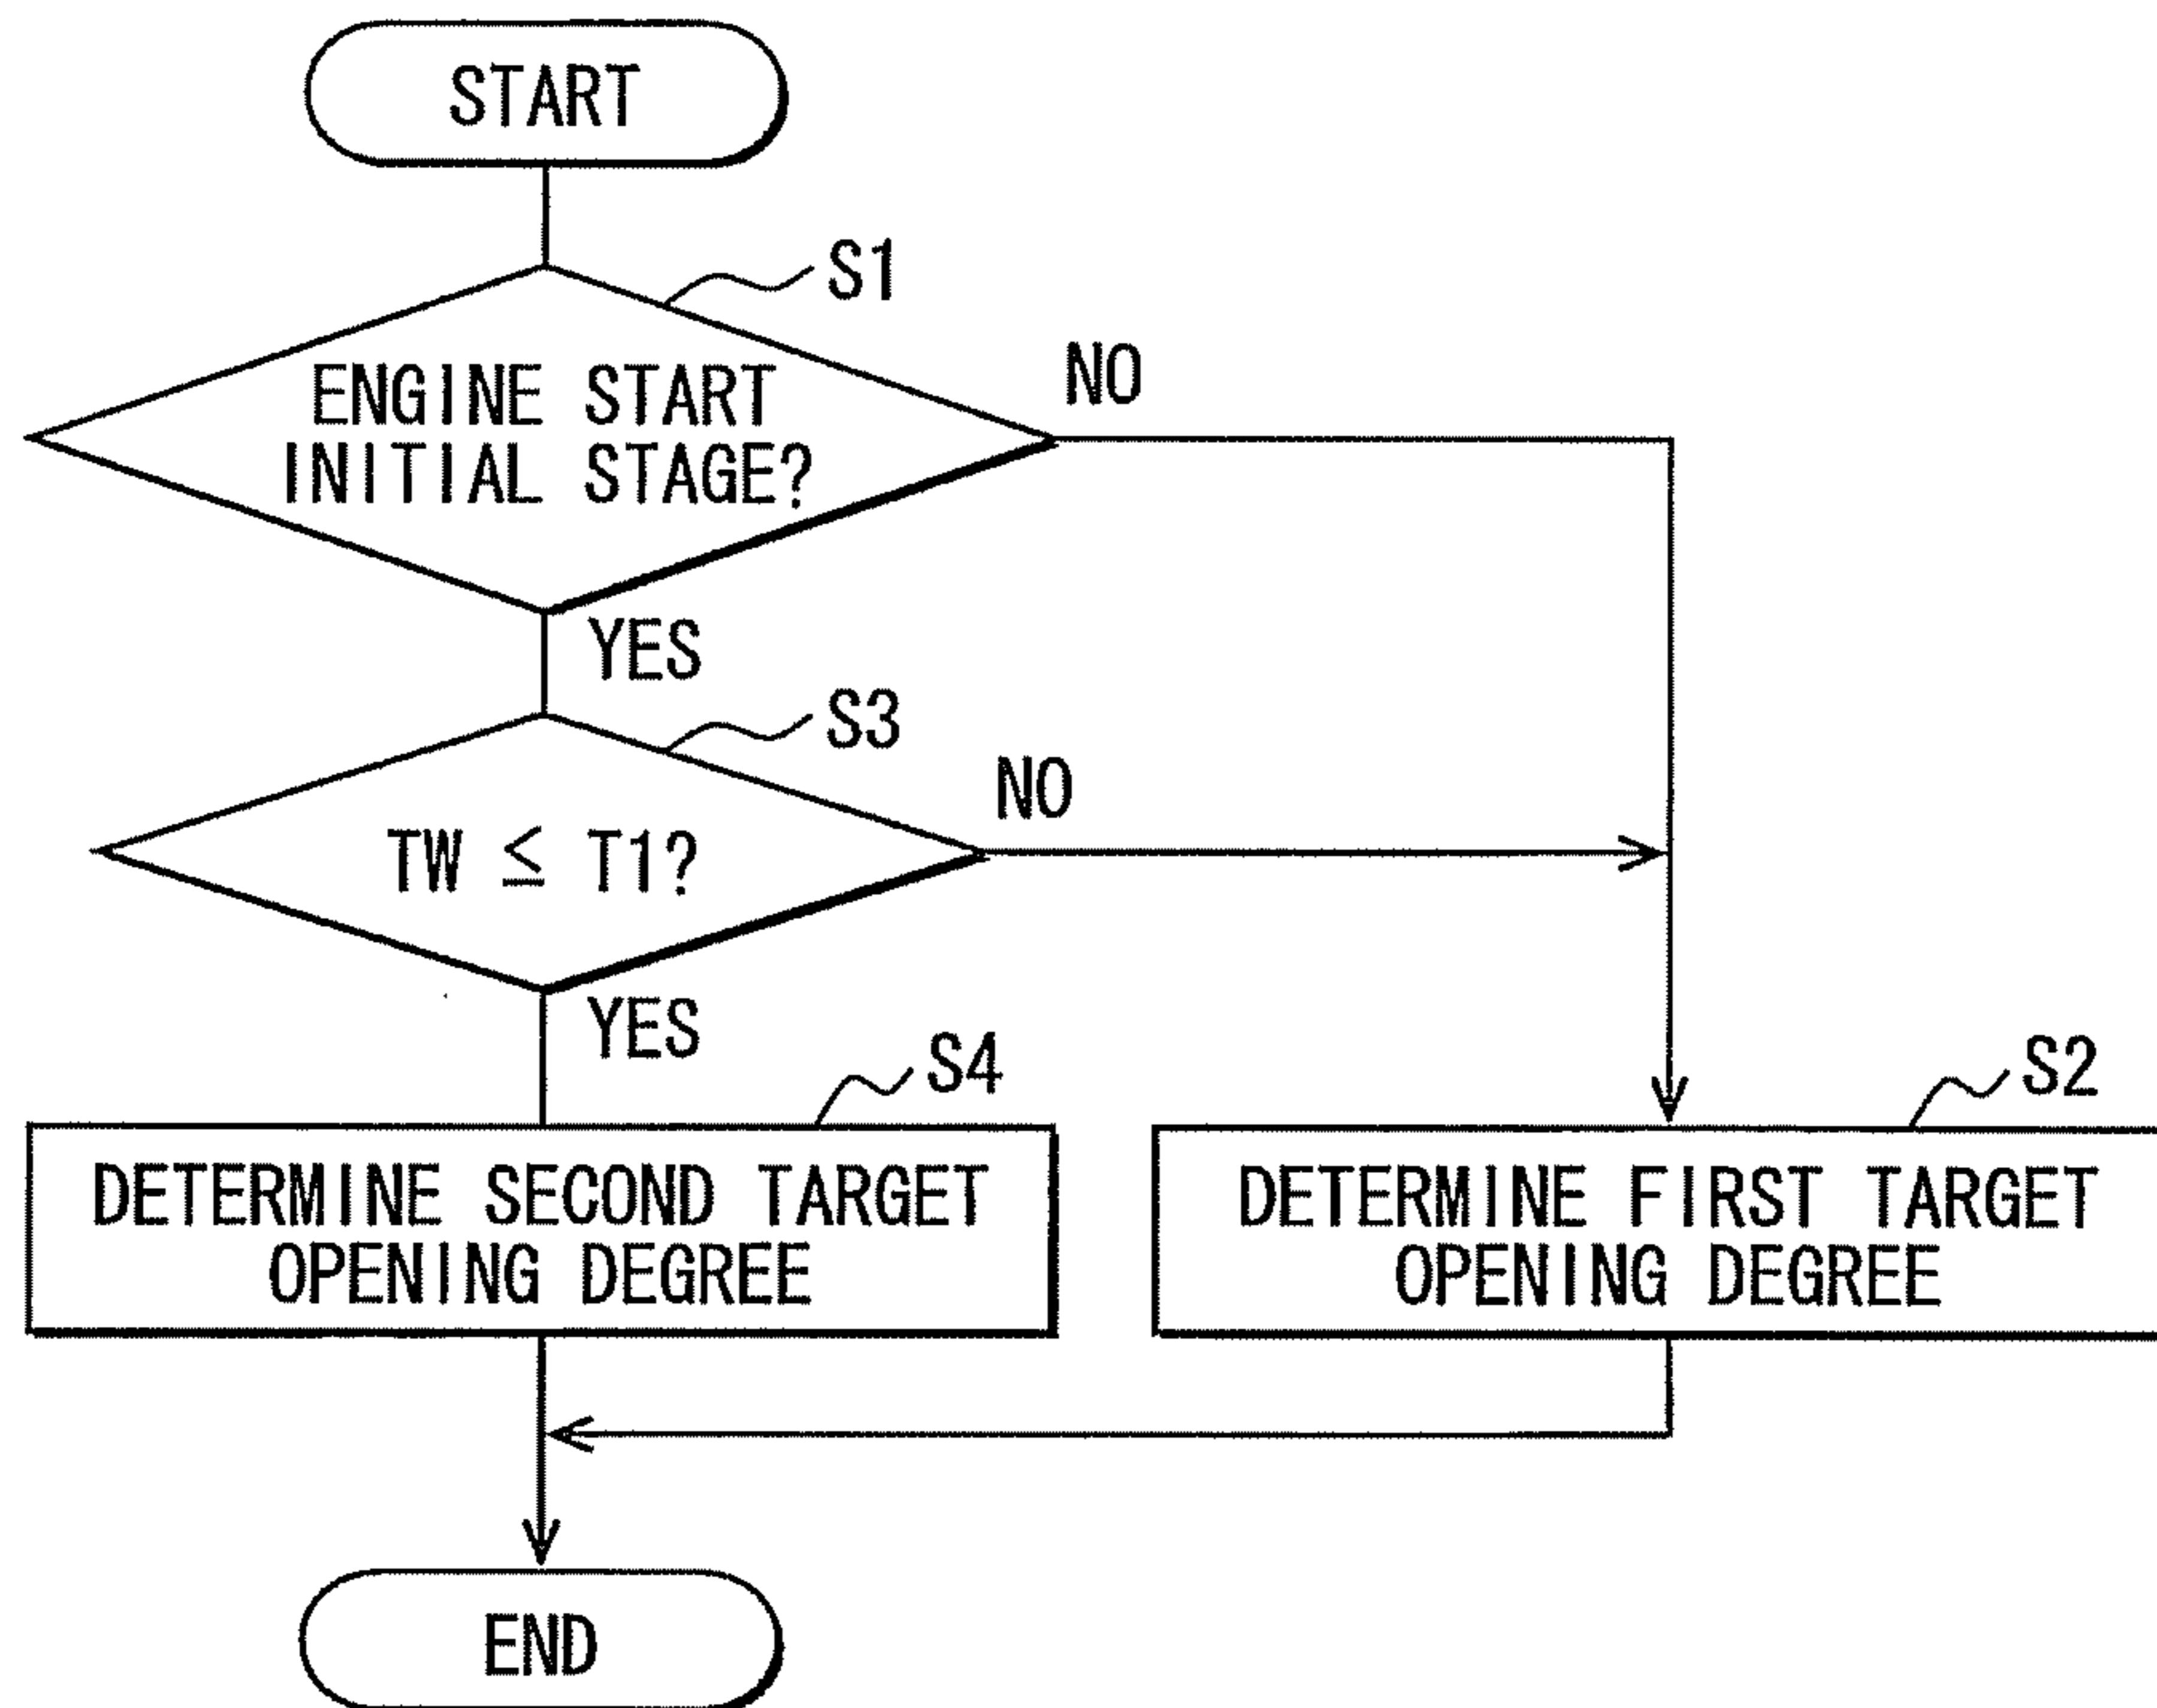 START
S1
ENGINE START
INITIAL STAGE?
NO
YES
S3
TW ≤ T1?
NO
YES
S4
DETERMINE SECOND TARGET
OPENING DEGREE
S2
DETERMINE FIRST TARGET
OPENING DEGREE
END